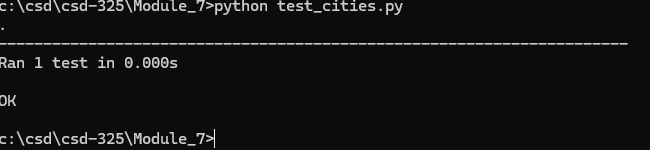 c:\csd\csd-325\Module_7>python test_cities.py
.
----------------------------------------------------------------------
Ran 1 test in 0.000s
OK
c:\csd\csd-325\Module_7>